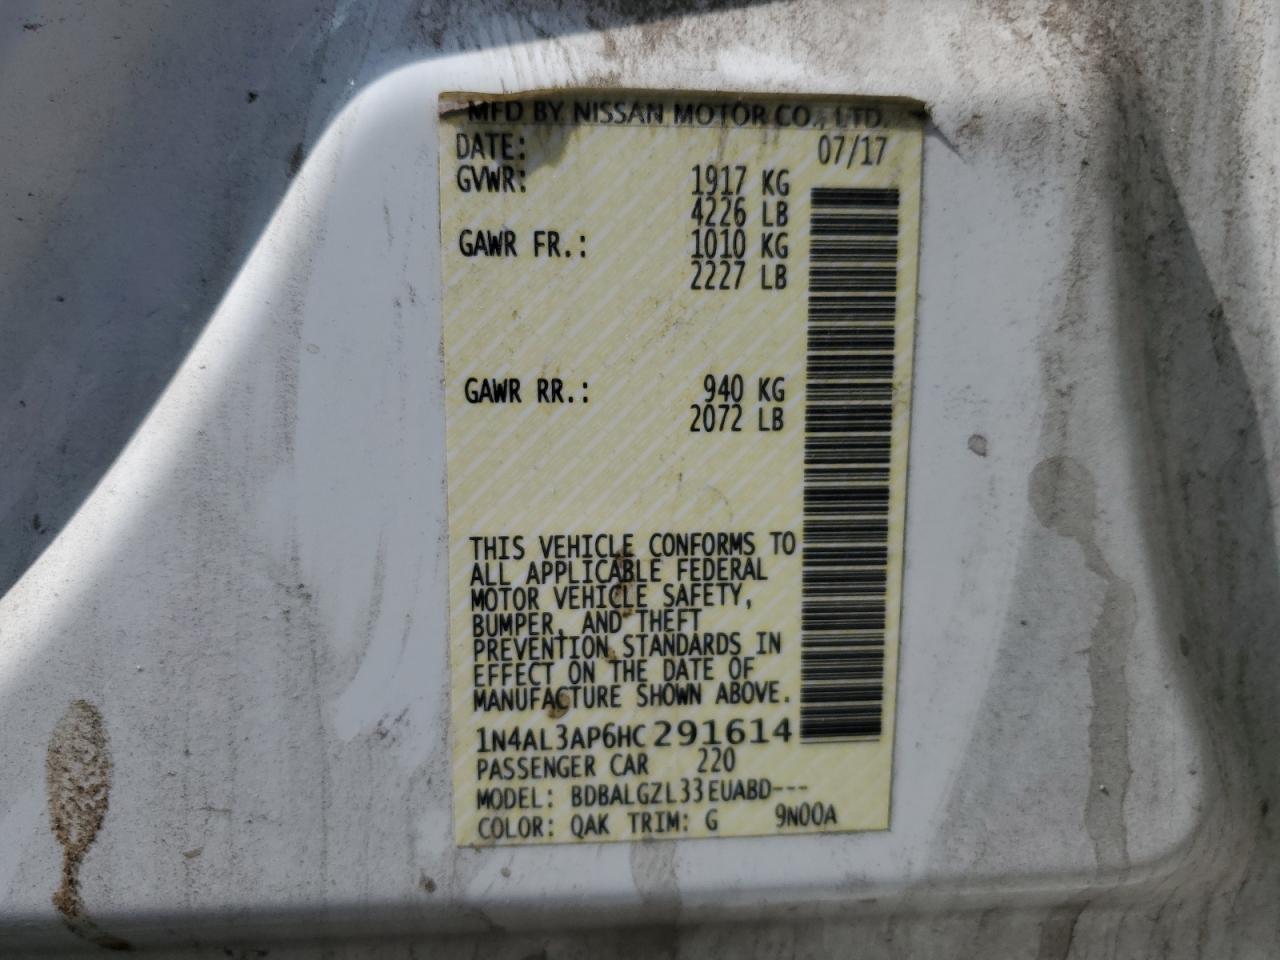 MFD BY NISSAN MOTOR CO., LTD.
DATE: 07/17
GVWR: 1917 KG
4226 LB
GAWR FR.: 1010 KG
2227 LB
GAWR RR.: 940 KG
2072 LB
THIS VEHICLE CONFORMS TO
ALL APPLICABLE FEDERAL
MOTOR VEHICLE SAFETY,
BUMPER, AND THEFT
PREVENTION STANDARDS IN
EFFECT ON THE DATE OF
MANUFACTURE SHOWN ABOVE.
1N4AL3AP6HC291614
PASSENGER CAR 220
MODEL: BDBALGZL33EUABD---
COLOR: QAK TRIM: G 9N00A